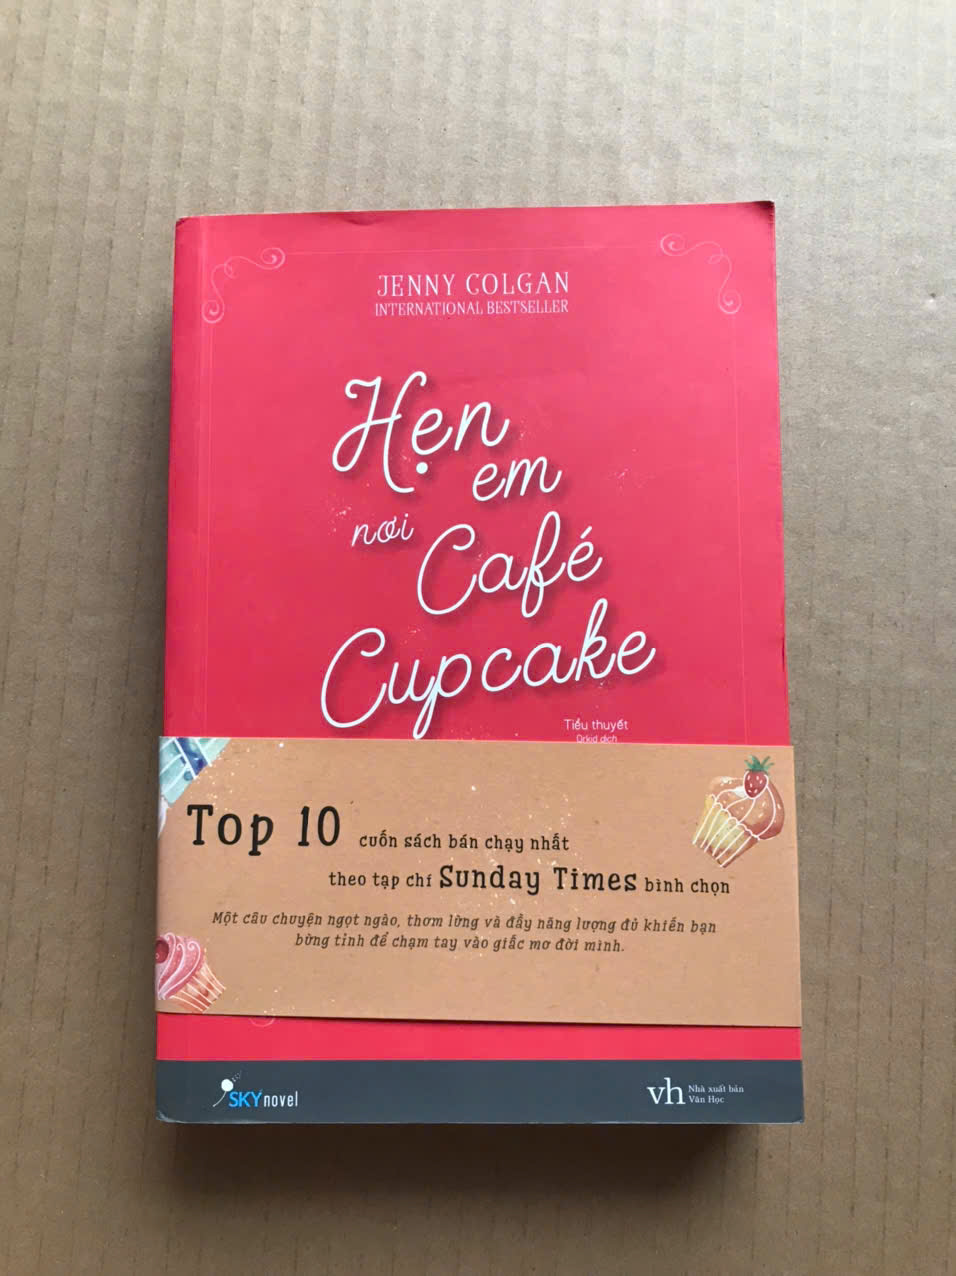 JENNY COLGAN
INTERNATIONAL BESTSELLER
Hẹn
em
nơi
Café
Cupcake
Tiểu thuyết
Orkid dịch
Top 10 cuốn sách bán chạy nhất
theo tạp chí Sunday Times bình chọn
Một câu chuyện ngọt ngào, thơm lừng và đầy năng lượng đủ khiến bạn
bừng tỉnh để chạm tay vào giấc mơ đời mình.
SKYnovel
vh Nhà xuất bản
Văn Học